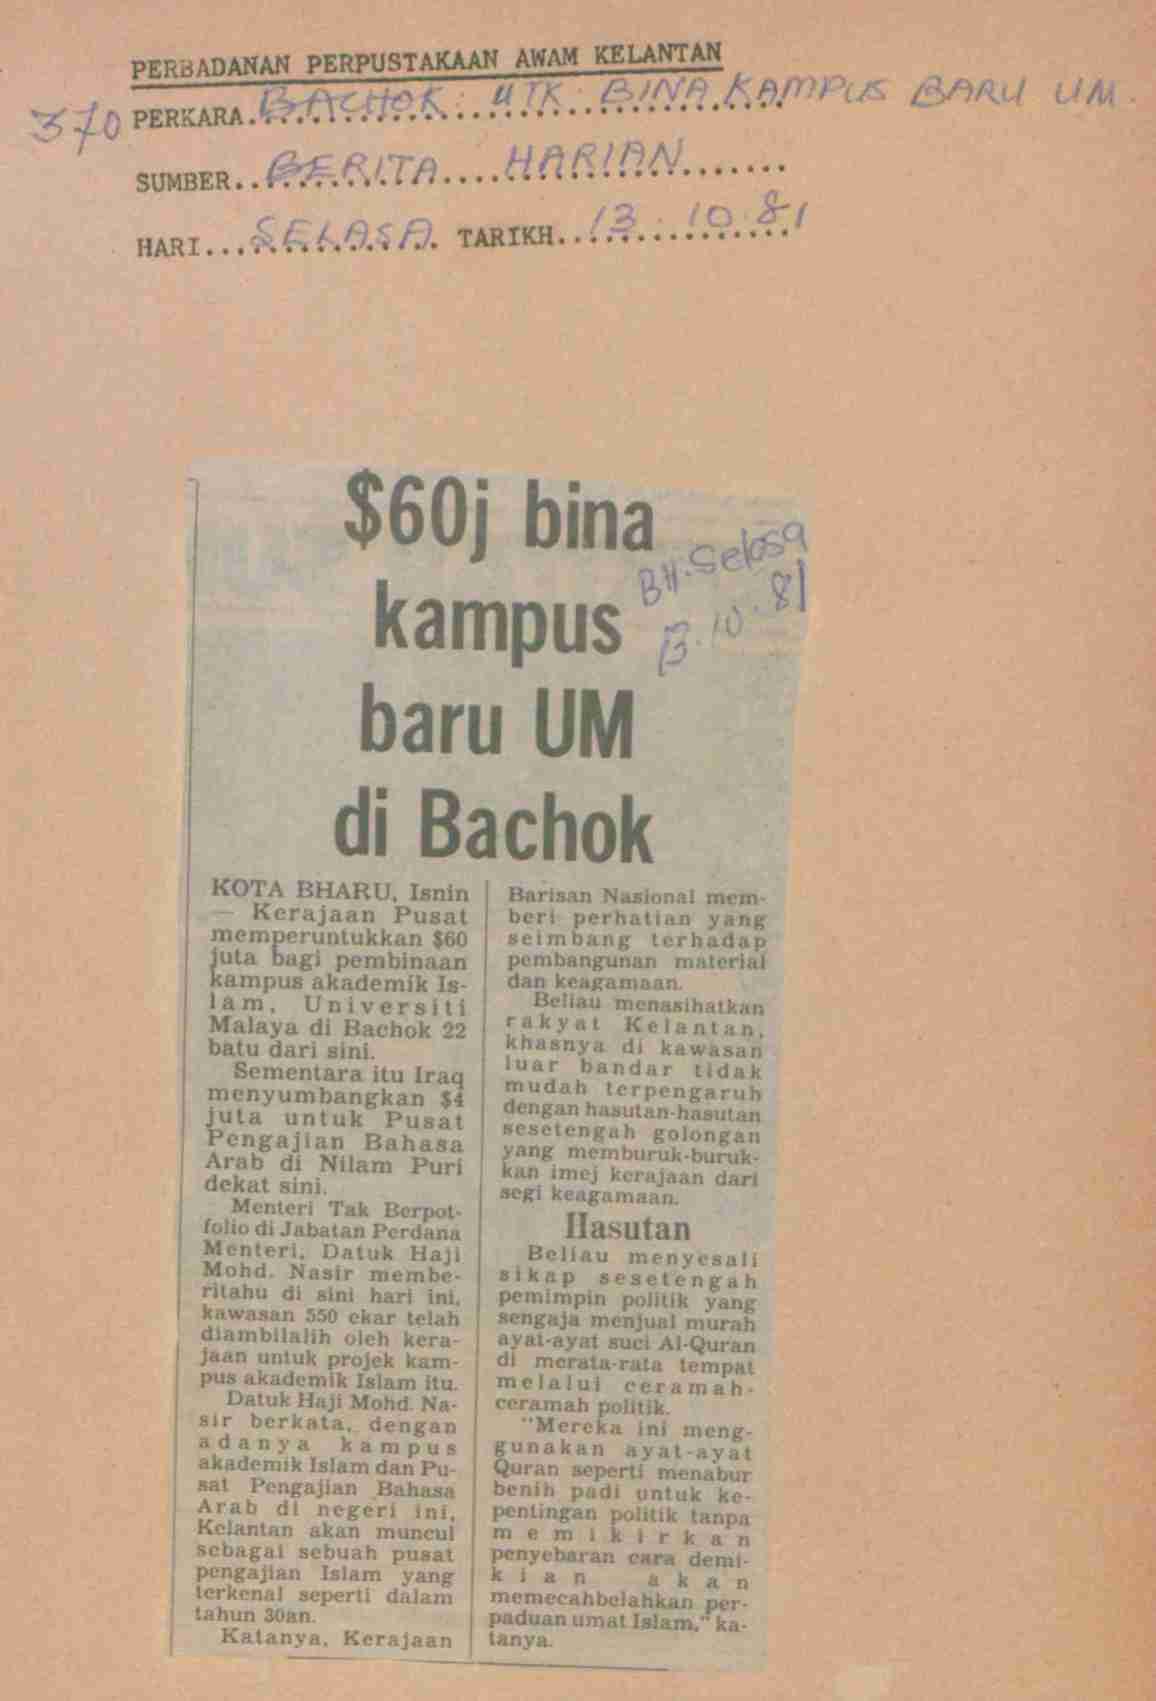 PERBADANAN PERPUSTAKAAN AWAM KELANTAN
370 PERKARA. BACHOK: UTK. BINA KAMPUS BARU UM.
SUMBER.. BERITA.... HARIAN.......
HARI... SELASA. TARIKH.. 13.10.81
$60j bina
kampus
baru UM
di Bachok
BH. Selasa
13.10.81
KOTA BHARU, Isnin
— Kerajaan Pusat
memperuntukkan $60
juta bagi pembinaan
kampus akademik Is-
lam, Universiti
Malaya di Bachok 22
batu dari sini.
Sementara itu Iraq
menyumbangkan $4
juta untuk Pusat
Pengajian Bahasa
Arab di Nilam Puri
dekat sini.
Menteri Tak Berpot-
folio di Jabatan Perdana
Menteri, Datuk Haji
Mohd. Nasir membe-
ritahu di sini hari ini,
kawasan 550 ekar telah
diambilalih oleh kera-
jaan untuk projek kam-
pus akademik Islam itu.
Datuk Haji Mohd. Na-
sir berkata, dengan
adanya kampus
akademik Islam dan Pu-
sat Pengajian Bahasa
Arab di negeri ini,
Kelantan akan muncul
sebagai sebuah pusat
pengajian Islam yang
terkenal seperti dalam
tahun 30an.
Katanya, Kerajaan
Barisan Nasional mem-
beri perhatian yang
seimbang terhadap
pembangunan material
dan keagamaan.
Beliau menasihatkan
rakyat Kelantan,
khasnya di kawasan
luar bandar tidak
mudah terpengaruh
dengan hasutan-hasutan
sesetengah golongan
yang memburuk-buruk-
kan imej kerajaan dari
segi keagamaan.
Hasutan
Beliau menyesali
sikap sesetengah
pemimpin politik yang
sengaja menjual murah
ayat-ayat suci Al-Quran
di merata-rata tempat
melalui ceramah-
ceramah politik.
"Mereka ini meng-
gunakan ayat-ayat
Quran seperti menabur
benih padi untuk ke-
pentingan politik tanpa
memikirkan
penyebaran cara demi-
kian akan
memecahbelahkan per-
paduan umat Islam," ka-
tanya.